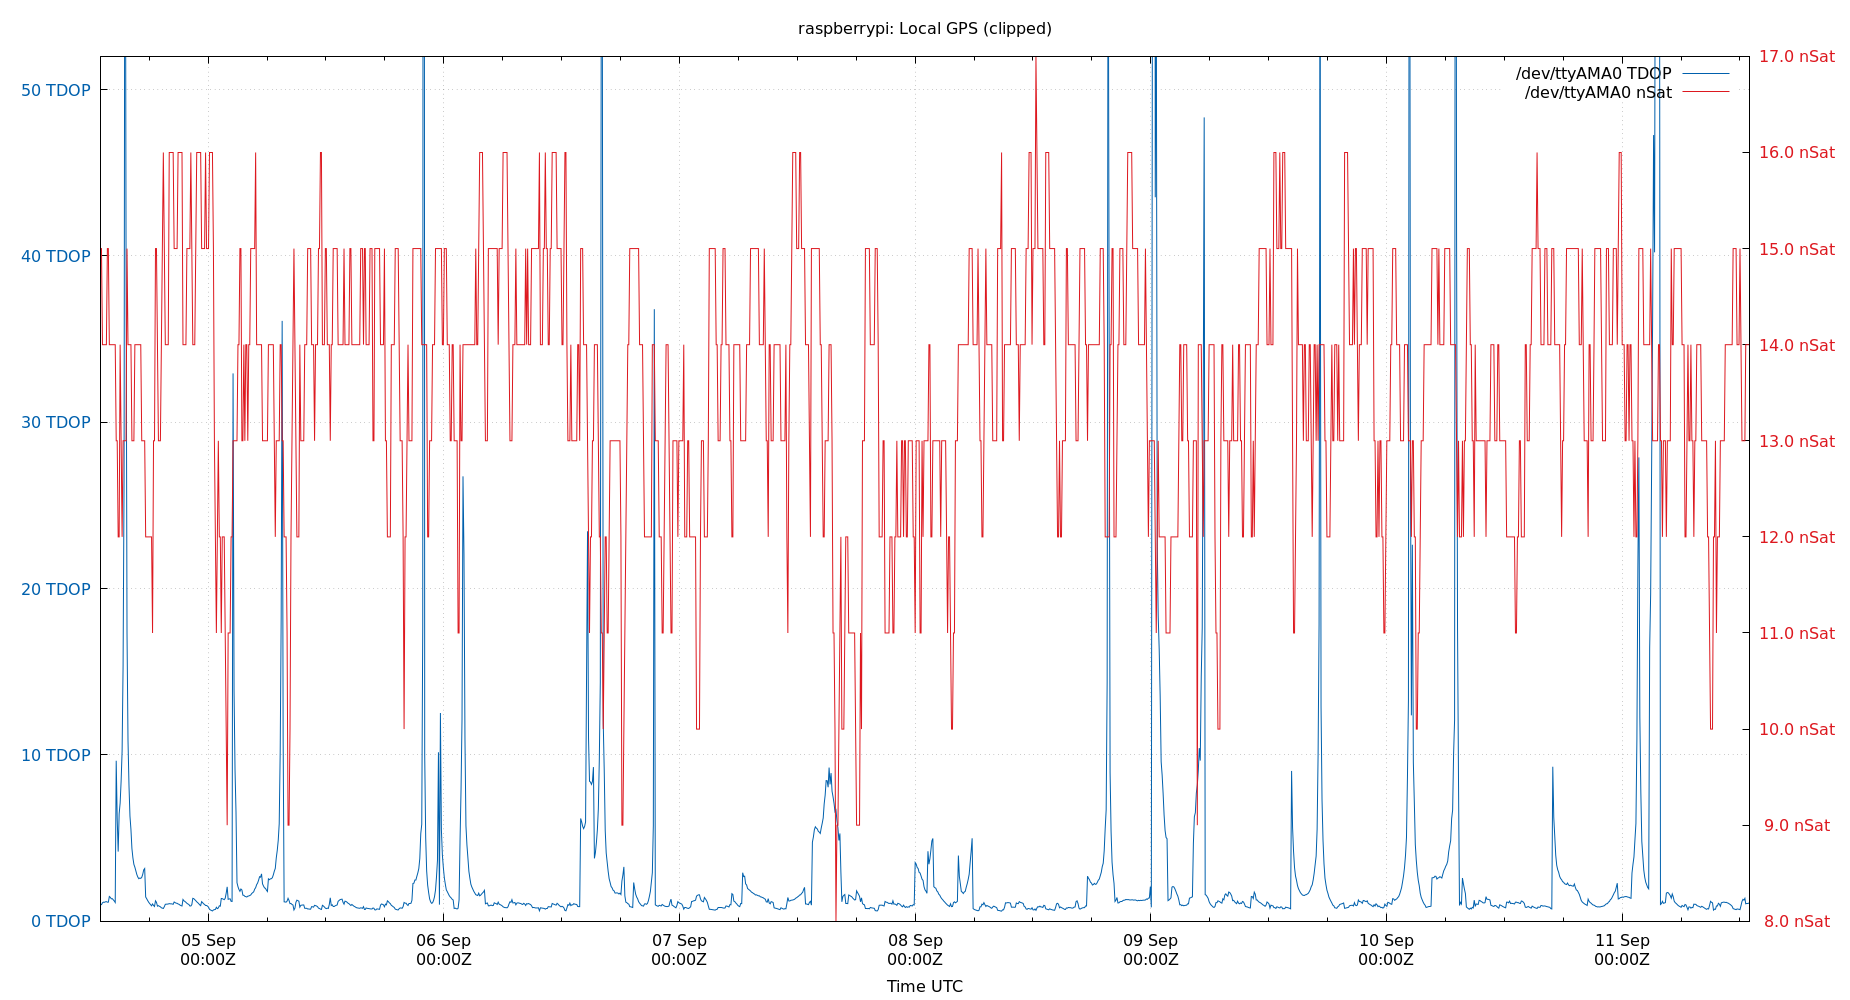 raspberrypi: Local GPS (clipped)
/dev/ttyAMA0 TDOP
/dev/ttyAMA0 nSat
50 TDOP
40 TDOP
30 TDOP
20 TDOP
10 TDOP
0 TDOP
17.0 nSat
16.0 nSat
15.0 nSat
14.0 nSat
13.0 nSat
12.0 nSat
11.0 nSat
10.0 nSat
9.0 nSat
8.0 nSat
05 Sep
00:00Z
06 Sep
00:00Z
07 Sep
00:00Z
08 Sep
00:00Z
09 Sep
00:00Z
10 Sep
00:00Z
11 Sep
00:00Z
Time UTC